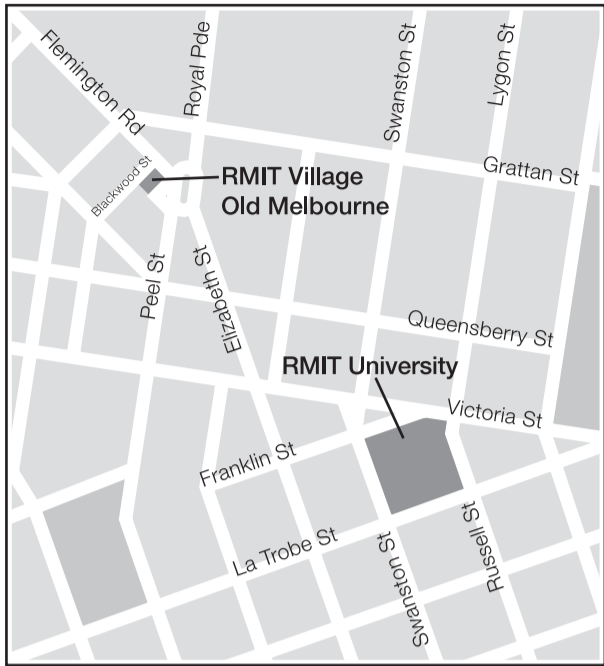 Flemington Rd
Royal Pde
Swanston St
Lygon St
Grattan St
Blackwood St
RMIT Village
Old Melbourne
Peel St
Elizabeth St
Queensberry St
RMIT University
Victoria St
Franklin St
La Trobe St
Swanston St
Russell St